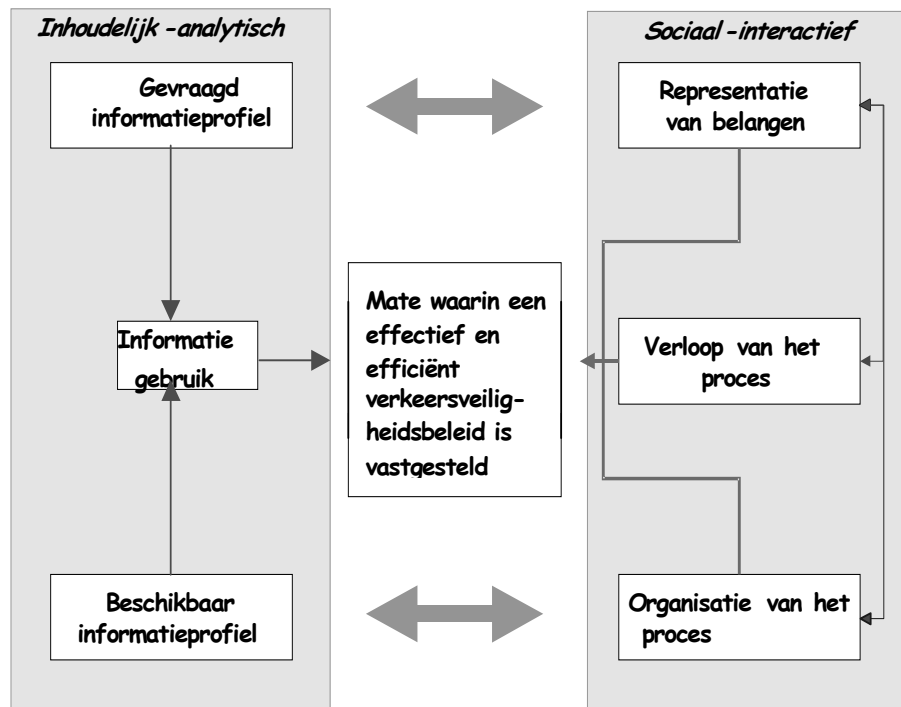 Inhoudelijk-analytisch
Gevraagd
informatieprofiel
Informatie
gebruik
Beschikbaar
informatieprofiel
Mate waarin een
effectief en
efficiënt
verkeersveilig-
heidsbeleid is
vastgesteld
Sociaal-interactief
Representatie
van belangen
Verloop van het
proces
Organisatie van het
proces